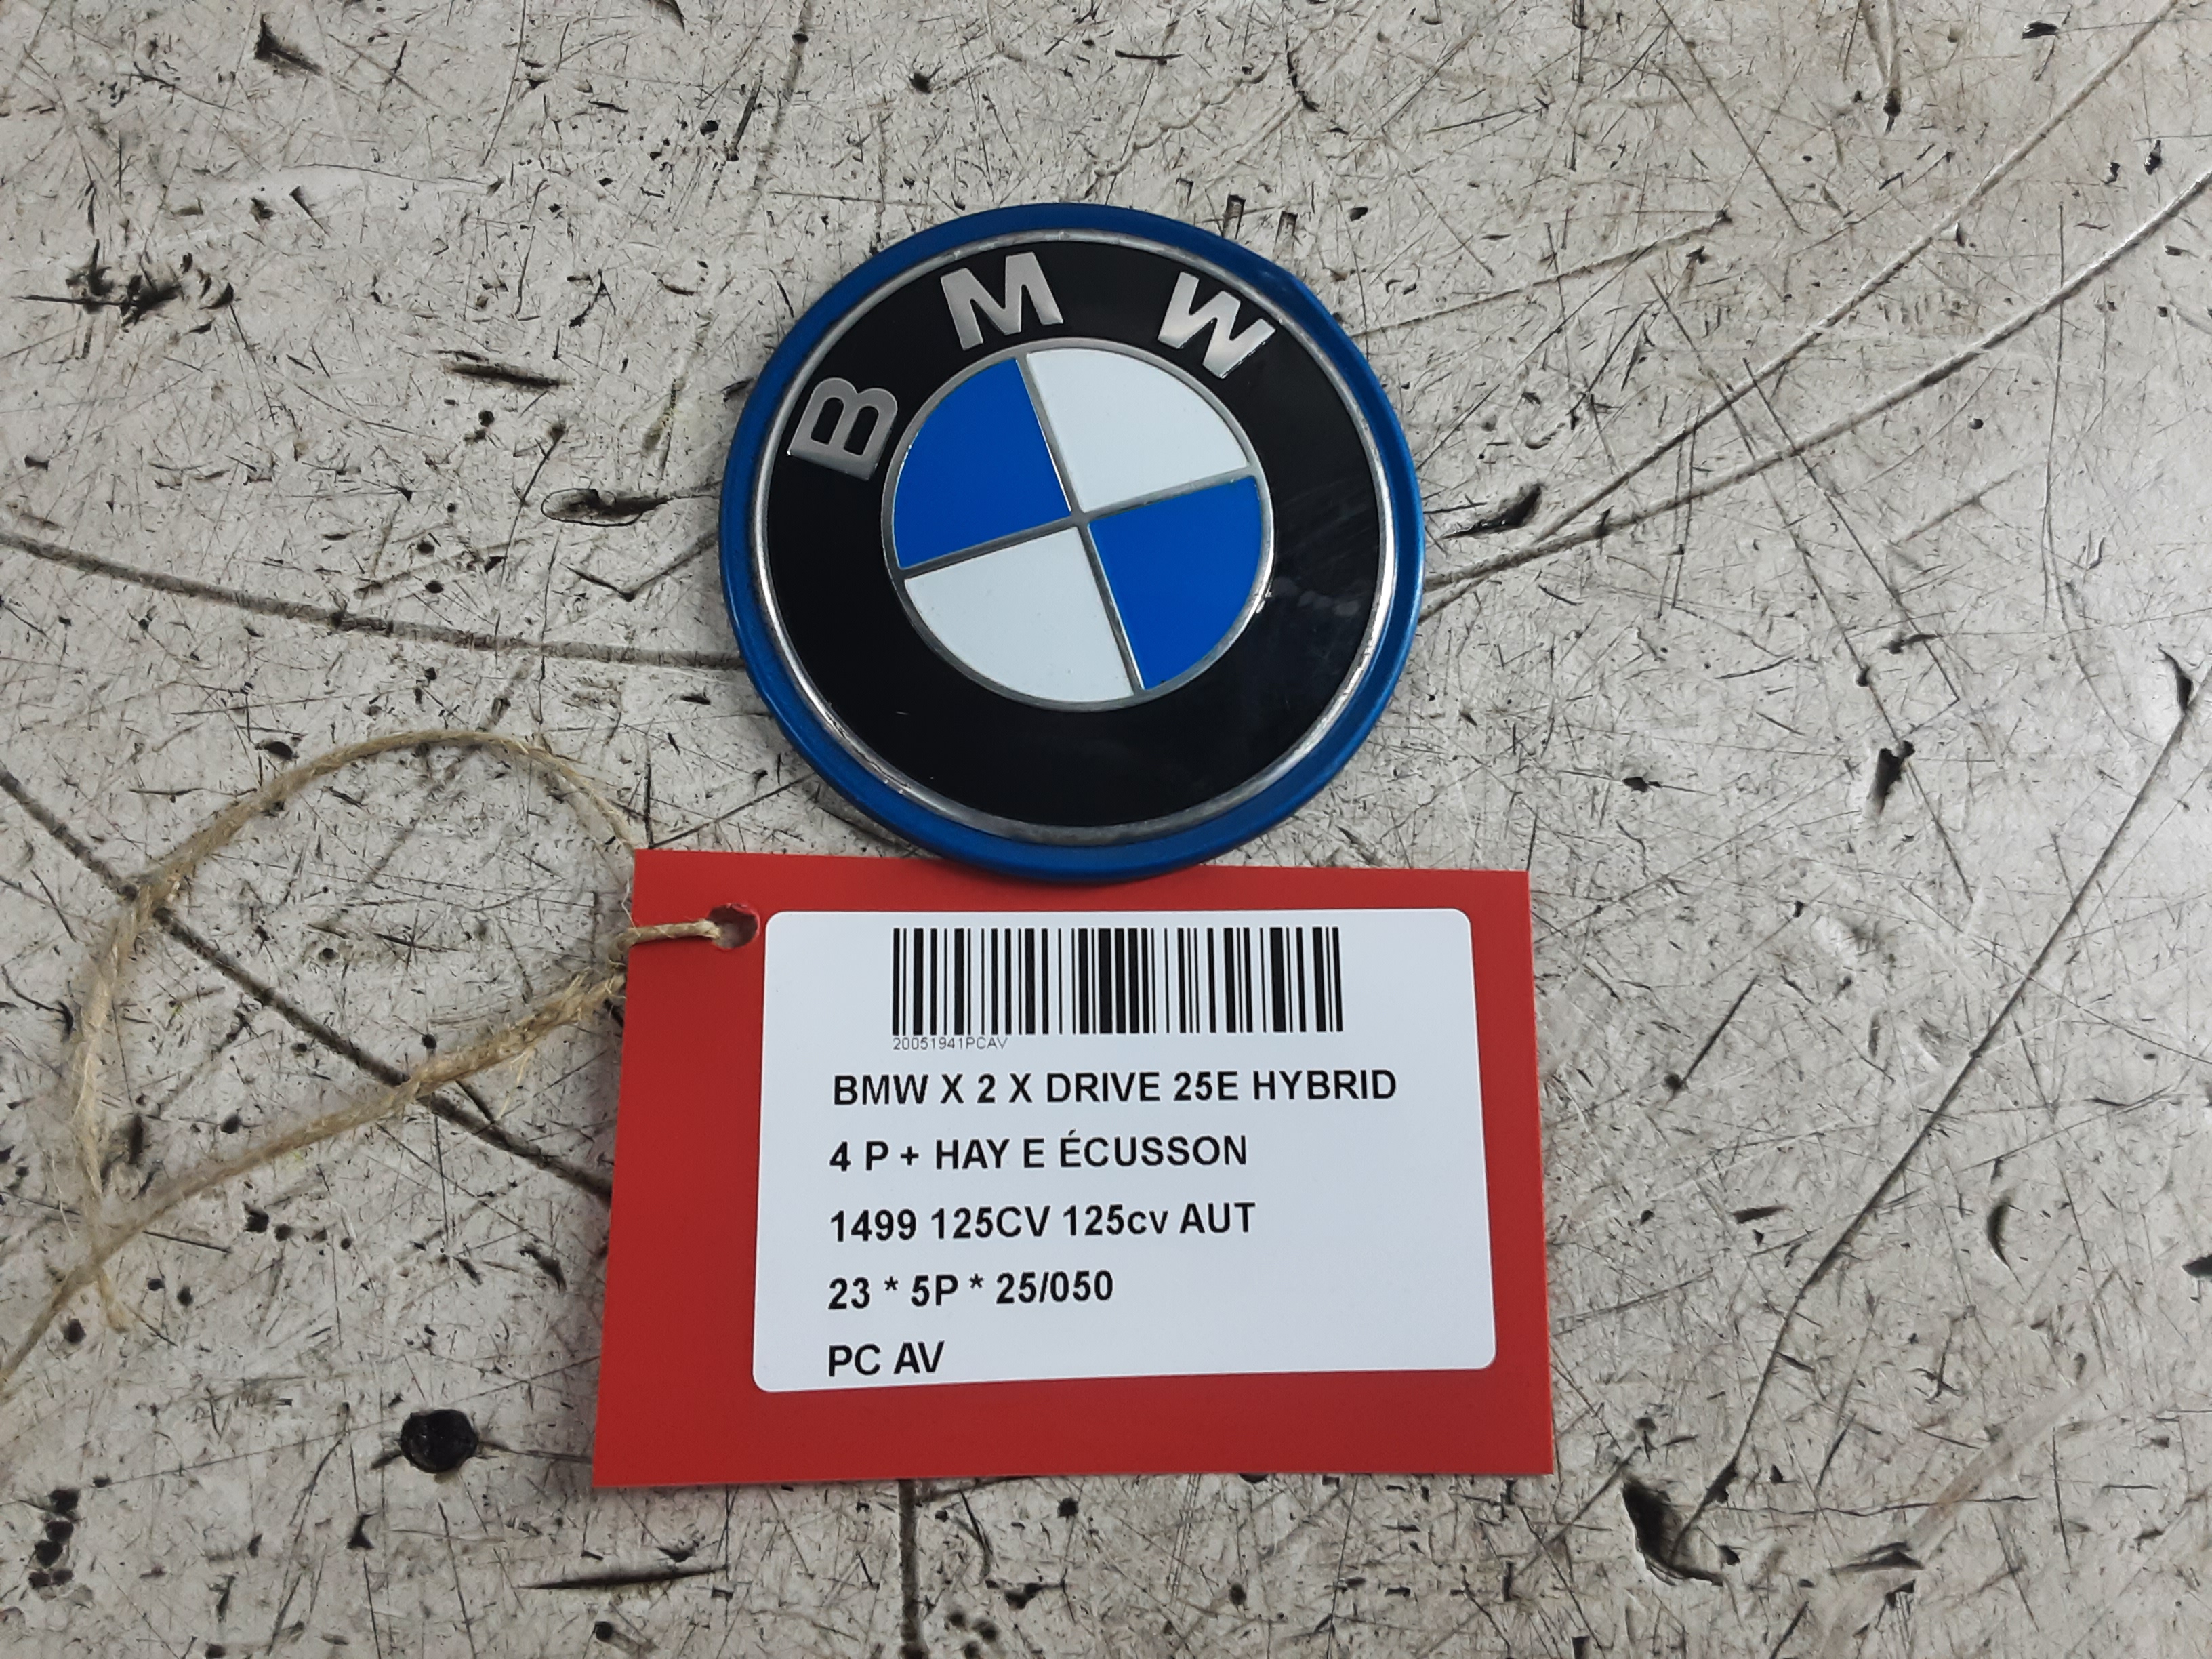 BMW
20051941PCAV
BMW X 2 X DRIVE 25E HYBRID
4 P + HAY E ÉCUSSON
1499 125CV 125cv AUT
23 * 5P * 25/050
PC AV